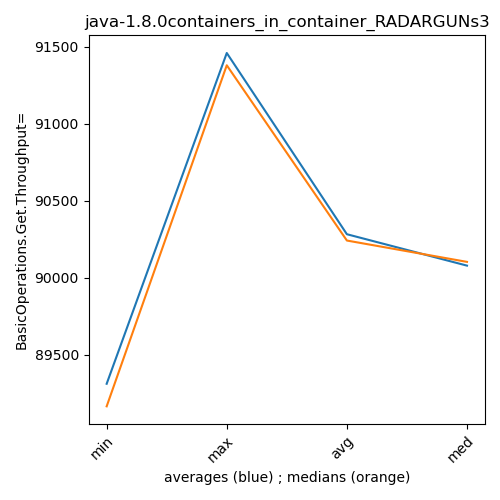 java-1.8.0containers_in_container_RADARGUNs3
BasicOperations.Get.Throughput=
91500
91000
90500
90000
89500
min
max
avg
med
averages (blue) ; medians (orange)